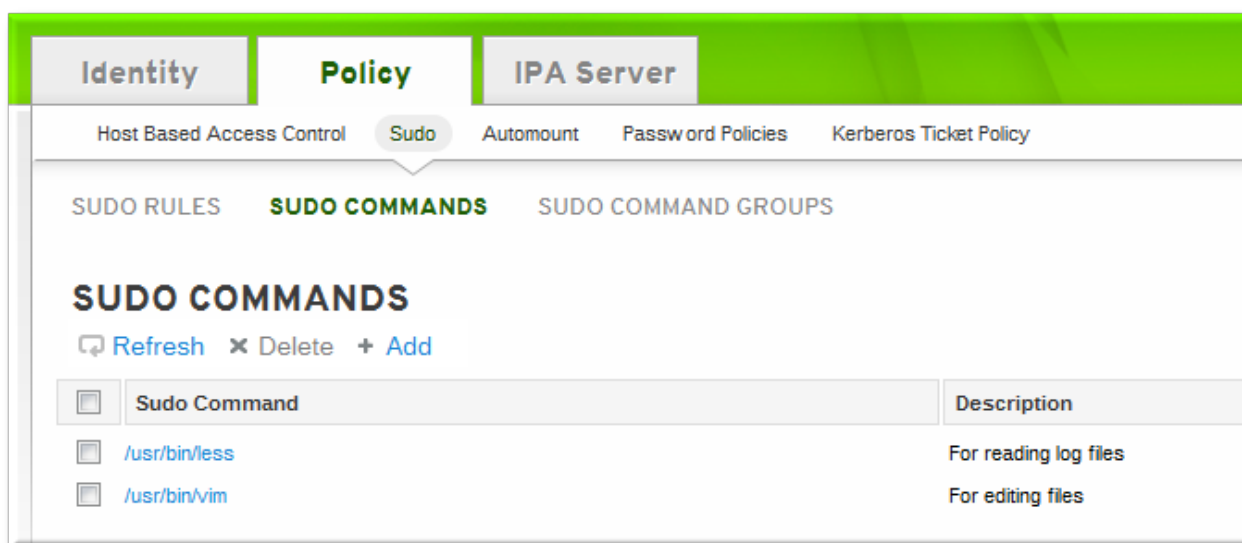 Identity Policy IPA Server
Host Based Access Control Sudo Automount Password Policies Kerberos Ticket Policy
SUDO RULES SUDO COMMANDS SUDO COMMAND GROUPS
SUDO COMMANDS
Refresh Delete + Add
Sudo Command Description
/usr/bin/less For reading log files
/usr/bin/vim For editing files